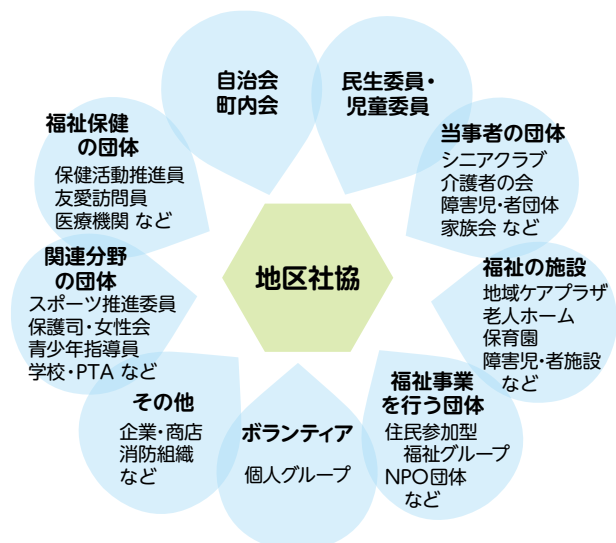 自治会
町内会
民生委員・
児童委員
当事者の団体
シニアクラブ
介護者の会
障害児・者団体
家族会 など
福祉の施設
地域ケアプラザ
老人ホーム
保育園
障害児・者施設
など
福祉事業
を行う団体
住民参加型
福祉グループ
NPO団体
など
ボランティア
個人グループ
その他
企業・商店
消防組織
など
関連分野
の団体
スポーツ推進委員
保護司・女性会
青少年指導員
学校・PTA など
福祉保健
の団体
保健活動推進員
友愛訪問員
医療機関 など
地区社協